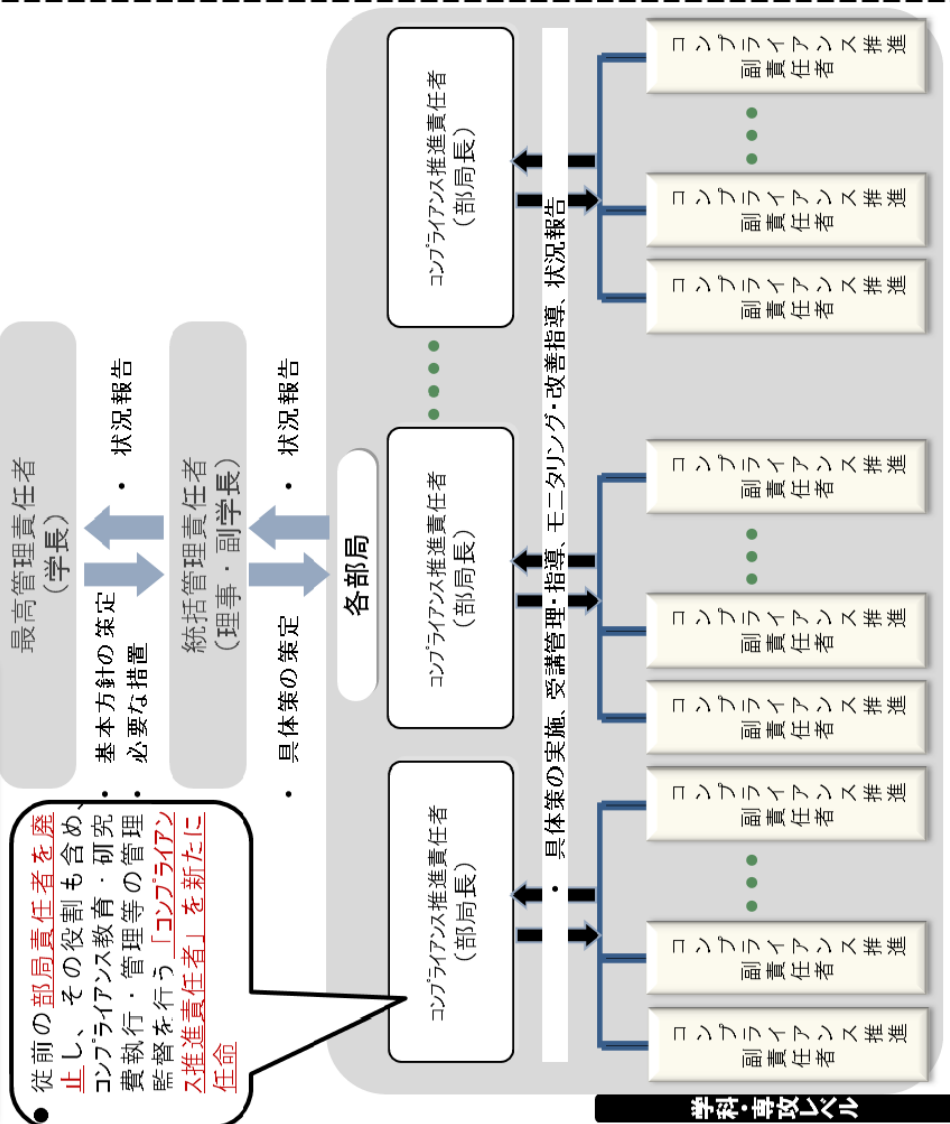 最高管理責任者
(学長)
・ 基本方針の策定
・ 必要な措置
・ 状況報告
統括管理責任者
(理事・副学長)
・ 具体策の策定
・ 状況報告
● 従前の部局責任者を廃
止し、その役割も含め、
コンプライアンス教育・研究
費執行・管理等の管理
監督を行う「コンプライアン
ス推進責任者」を新たに
任命
各部局
コンプライアンス推進責任者
(部局長)
コンプライアンス推進責任者
(部局長)
コンプライアンス推進責任者
(部局長)
・ 具体策の実施、受講管理・指導、モニタリング・改善指導、状況報告
学科・専攻レベル
コンプライアンス推進
副責任者
コンプライアンス推進
副責任者
コンプライアンス推進
副責任者
コンプライアンス推進
副責任者
コンプライアンス推進
副責任者
コンプライアンス推進
副責任者
コンプライアンス推進
副責任者
コンプライアンス推進
副責任者
コンプライアンス推進
副責任者